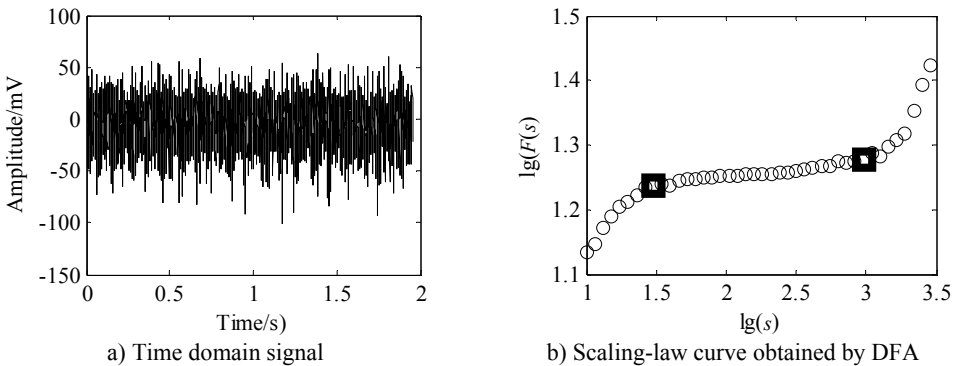 100
50
0
-50
-100
-150
Amplitude/mV
0 0.5 1 1.5 2
Time/s)
a) Time domain signal
1.5
1.4
1.3
1.2
1.1
lg(F(s)
1 1.5 2 2.5 3 3.5
lg(s)
b) Scaling-law curve obtained by DFA